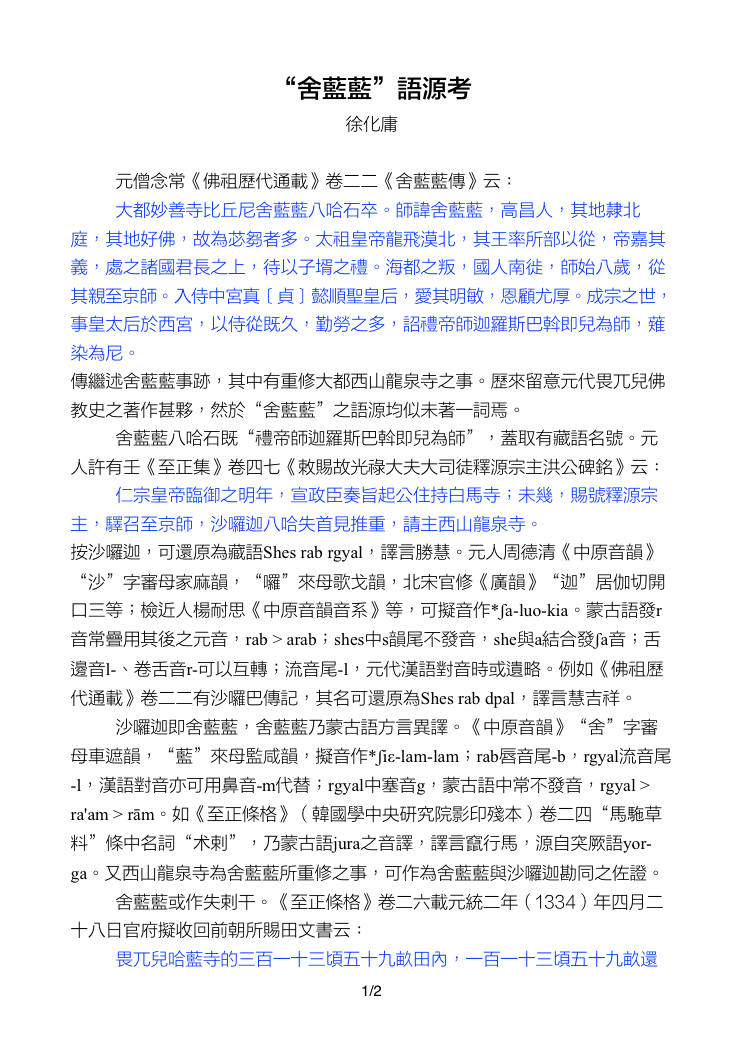 “舍藍藍”語源考
徐化庸
元僧念常《佛祖歷代通載》卷二二《舍藍藍傳》云：
大都妙善寺比丘尼舍藍藍八哈石卒。師諱舍藍藍，高昌人，其地隸北
庭，其地好佛，故為苾芻者多。太祖皇帝龍飛漠北，其王率所部以從，帝嘉其
義，處之諸國君長之上，待以子壻之禮。海都之叛，國人南徙，師始八歲，從
其親至京師。入侍中宮真［貞］懿順聖皇后，愛其明敏，恩顧尤厚。成宗之世，
事皇太后於西宮，以侍從既久，勤勞之多，詔禮帝師迦羅斯巴斡即兒為師，薙
染為尼。
傳繼述舍藍藍事跡，其中有重修大都西山龍泉寺之事。歷來留意元代畏兀兒佛
教史之著作甚夥，然於“舍藍藍”之語源均似未著一詞焉。
舍藍藍八哈石既“禮帝師迦羅斯巴斡即兒為師”，蓋取有藏語名號。元
人許有壬《至正集》卷四七《敕賜故光祿大夫大司徒釋源宗主洪公碑銘》云：
仁宗皇帝臨御之明年，宣政臣奏旨起公住持白馬寺；未幾，賜號釋源宗
主，驛召至京師，沙囉迦八哈失首見推重，請主西山龍泉寺。
按沙囉迦，可還原為藏語Shes rab rgyal，譯言勝慧。元人周德清《中原音韻》
“沙”字審母家麻韻，“囉”來母歌戈韻，北宋官修《廣韻》“迦”居伽切開
口三等；檢近人楊耐思《中原音韻音系》等，可擬音作*ʃa-luo-kia。蒙古語發r
音常疊用其後之元音，rab > arab；shes中s韻尾不發音，she與a結合發ʃa音；舌
邊音l-、卷舌音r-可以互轉；流音尾-l，元代漢語對音時或遺略。例如《佛祖歷
代通載》卷二二有沙囉巴傳記，其名可還原為Shes rab dpal，譯言慧吉祥。
沙囉迦即舍藍藍，舍藍藍乃蒙古語方言異譯。《中原音韻》“舍”字審
母車遮韻，“藍”來母監咸韻，擬音作*ʃiɛ-lam-lam；rab唇音尾-b，rgyal流音尾
-l，漢語對音亦可用鼻音-m代替；rgyal中塞音g，蒙古語中常不發音，rgyal >
ra'am > rām。如《至正條格》（韓國學中央研究院影印殘本）卷二四“馬駞草
料”條中名詞“术剌”，乃蒙古語jura之音譯，譯言竄行馬，源自突厥語yor-
ga。又西山龍泉寺為舍藍藍所重修之事，可作為舍藍藍與沙囉迦勘同之佐證。
舍藍藍或作失剌干。《至正條格》卷二六載元統二年（1334）年四月二
十八日官府擬收回前朝所賜田文書云：
畏兀兒哈藍寺的三百一十三頃五十九畝田內，一百一十三頃五十九畝還
1/2